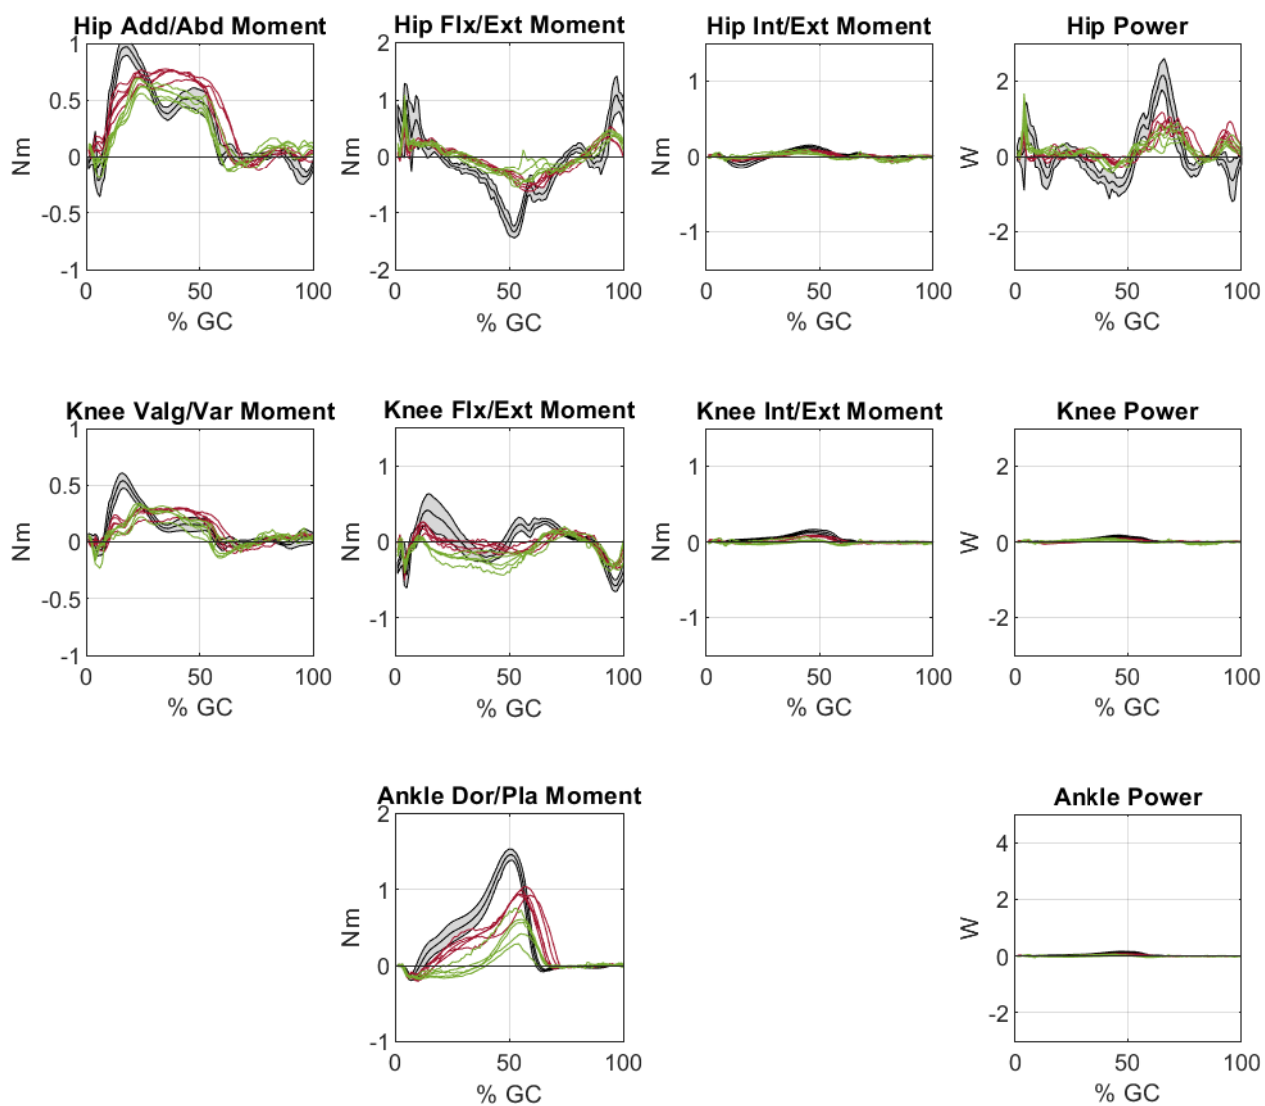 Hip Add/Abd Moment Hip Flx/Ext Moment Hip Int/Ext Moment Hip Power
1 2 1 2
0.5 1
Nm 0 Nm 0 Nm 0 W 0
-0.5 -1 -1 -2
-1 -2
0 50 100 0 50 100 0 50 100 0 50 100
% GC % GC % GC % GC
Knee Valg/Var Moment Knee Flx/Ext Moment Knee Int/Ext Moment Knee Power
1 1 1 2
0.5
Nm 0 Nm 0 Nm 0 W 0
-0.5 -1 -1 -2
-1
0 50 100 0 50 100 0 50 100 0 50 100
% GC % GC % GC % GC
Ankle Dor/Pla Moment Ankle Power
2 4
1 2
Nm 0 W 0
-1 -2
0 50 100 0 50 100
% GC % GC